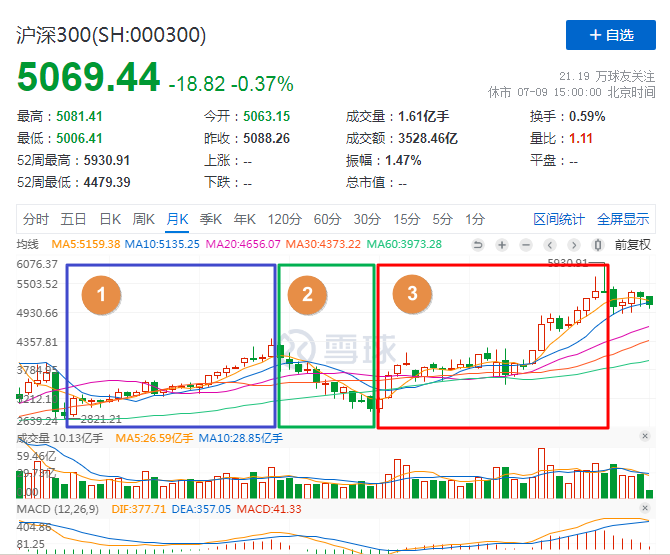 沪深300(SH:000300)
+ 自选
5069.44 -18.82 -0.37%
21.19 万球友关注
休市 07-09 15:00:00 北京时间
最高：5081.41 今开：5063.15 成交量：1.61亿手 换手：0.59%
最低：5006.41 昨收：5088.26 成交额：3528.46亿 量比：1.11
52周最高：5930.91 上涨：-- 振幅：1.47% 平盘：--
52周最低：4479.39 下跌：-- 总市值：--
分时 五日 日K 周K 月K 季K 年K 120分 60分 30分 15分 5分 1分 区间统计 全屏显示
均线 MA5:5159.38 MA10:5135.25 MA20:4656.07 MA30:4373.22 MA60:3973.28 前复权
6076.37
5930.91
5503.52
1 2 3
4930.66
4357.81
雪球
3784.95
3212.1
2821.21
2639.24
成交量 10.13亿手 MA5:26.59亿手 MA10:28.85亿手
59.46亿
29.73亿
.00
MACD (12,26,9) DIF:377.71 DEA:357.05 MACD:41.33
404.86
81.25